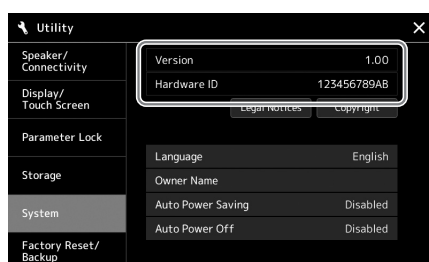 Utility
Speaker/
Connectivity
Display/
Touch Screen
Parameter Lock
Storage
System
Factory Reset/
Backup
Version 1.00
Hardware ID 123456789AB
Legal Notices Copyright
Language English
Owner Name
Auto Power Saving Disabled
Auto Power Off Disabled